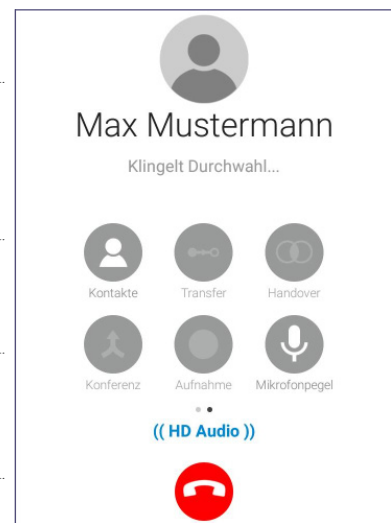 Max Mustermann
Klingelt Durchwahl...
Kontakte Transfer Handover
Konferenz Aufnahme Mikrofonpegel
(( HD Audio ))